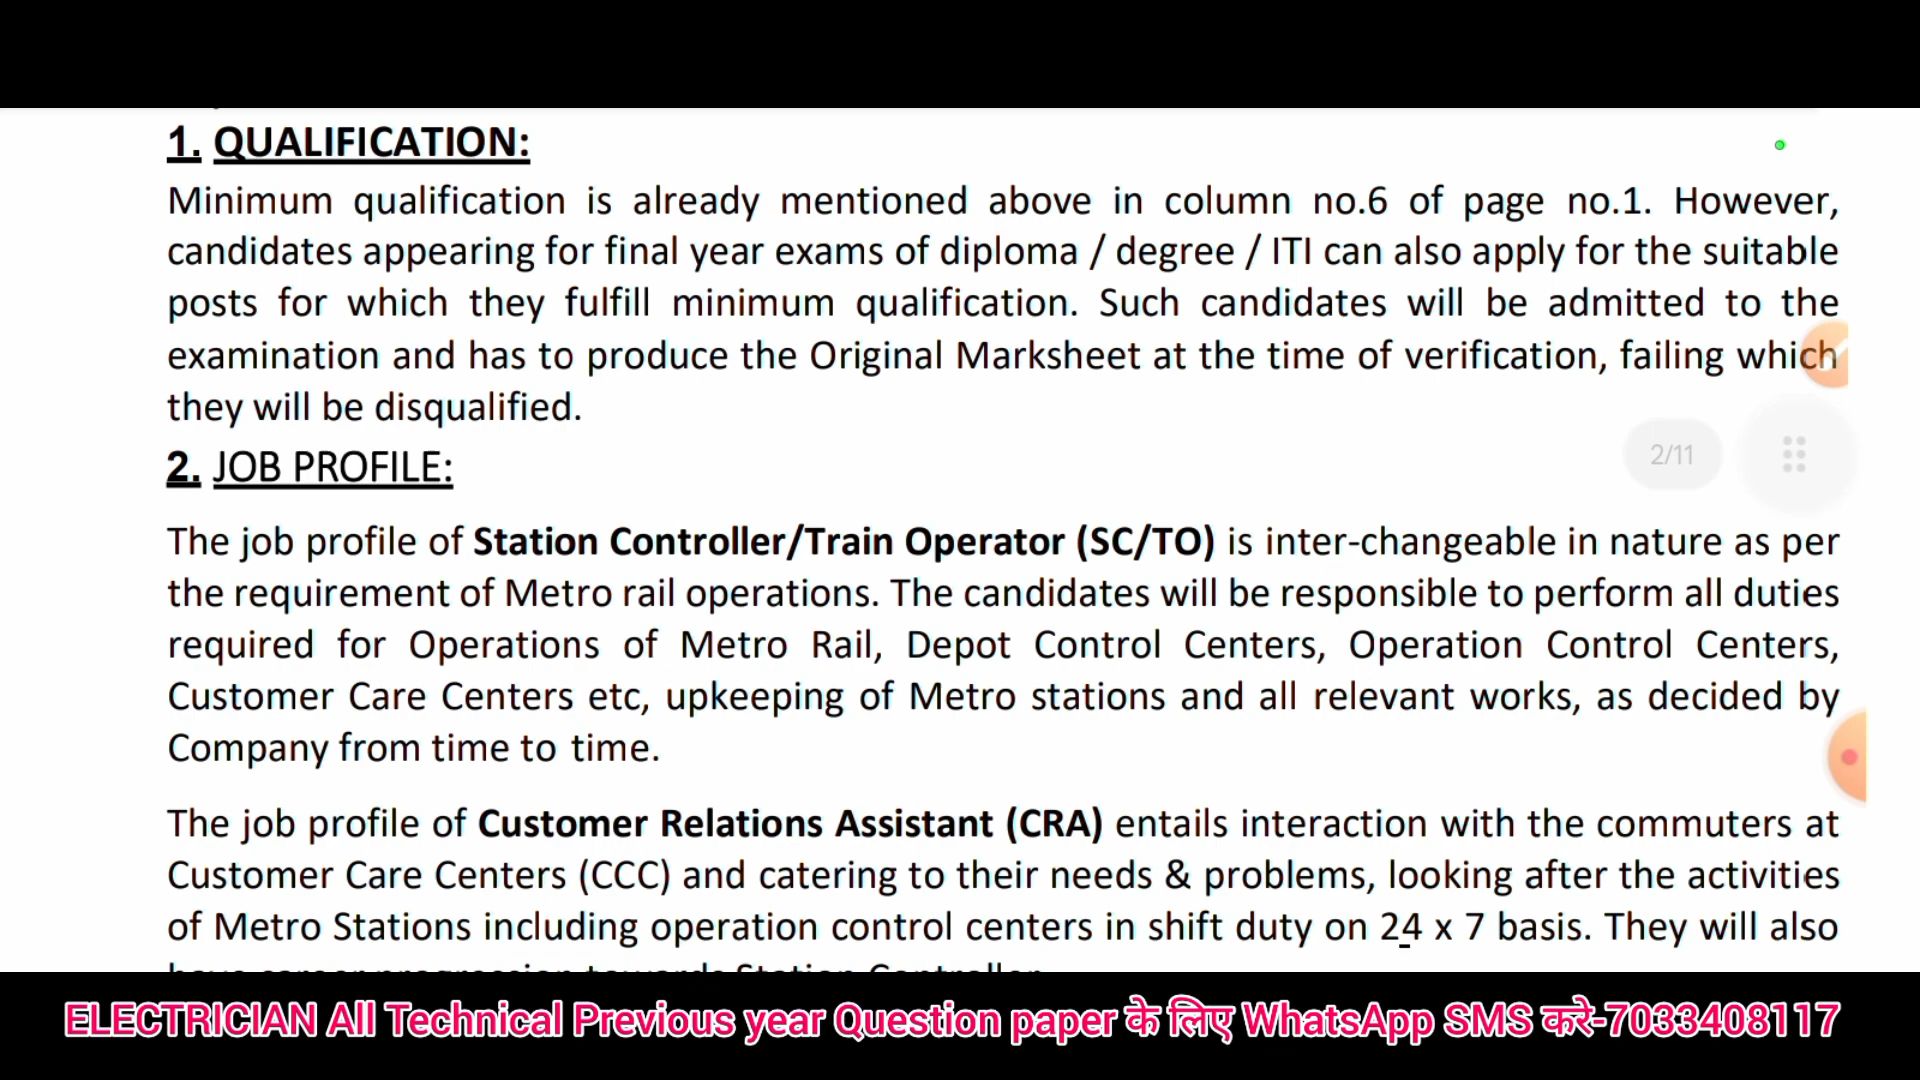 1. QUALIFICATION:
Minimum qualification is already mentioned above in column no.6 of page no.1. However,
candidates appearing for final year exams of diploma / degree / ITI can also apply for the suitable
posts for which they fulfill minimum qualification. Such candidates will be admitted to the
examination and has to produce the Original Marksheet at the time of verification, failing which
they will be disqualified.
2. JOB PROFILE:
2/11
The job profile of Station Controller/Train Operator (SC/TO) is inter-changeable in nature as per
the requirement of Metro rail operations. The candidates will be responsible to perform all duties
required for Operations of Metro Rail, Depot Control Centers, Operation Control Centers,
Customer Care Centers etc, upkeeping of Metro stations and all relevant works, as decided by
Company from time to time.
The job profile of Customer Relations Assistant (CRA) entails interaction with the commuters at
Customer Care Centers (CCC) and catering to their needs & problems, looking after the activities
of Metro Stations including operation control centers in shift duty on 24 x 7 basis. They will also
have career progression towards Station Controller.
ELECTRICIAN All Technical Previous year Question paper के लिए WhatsApp SMS करे-7033408117